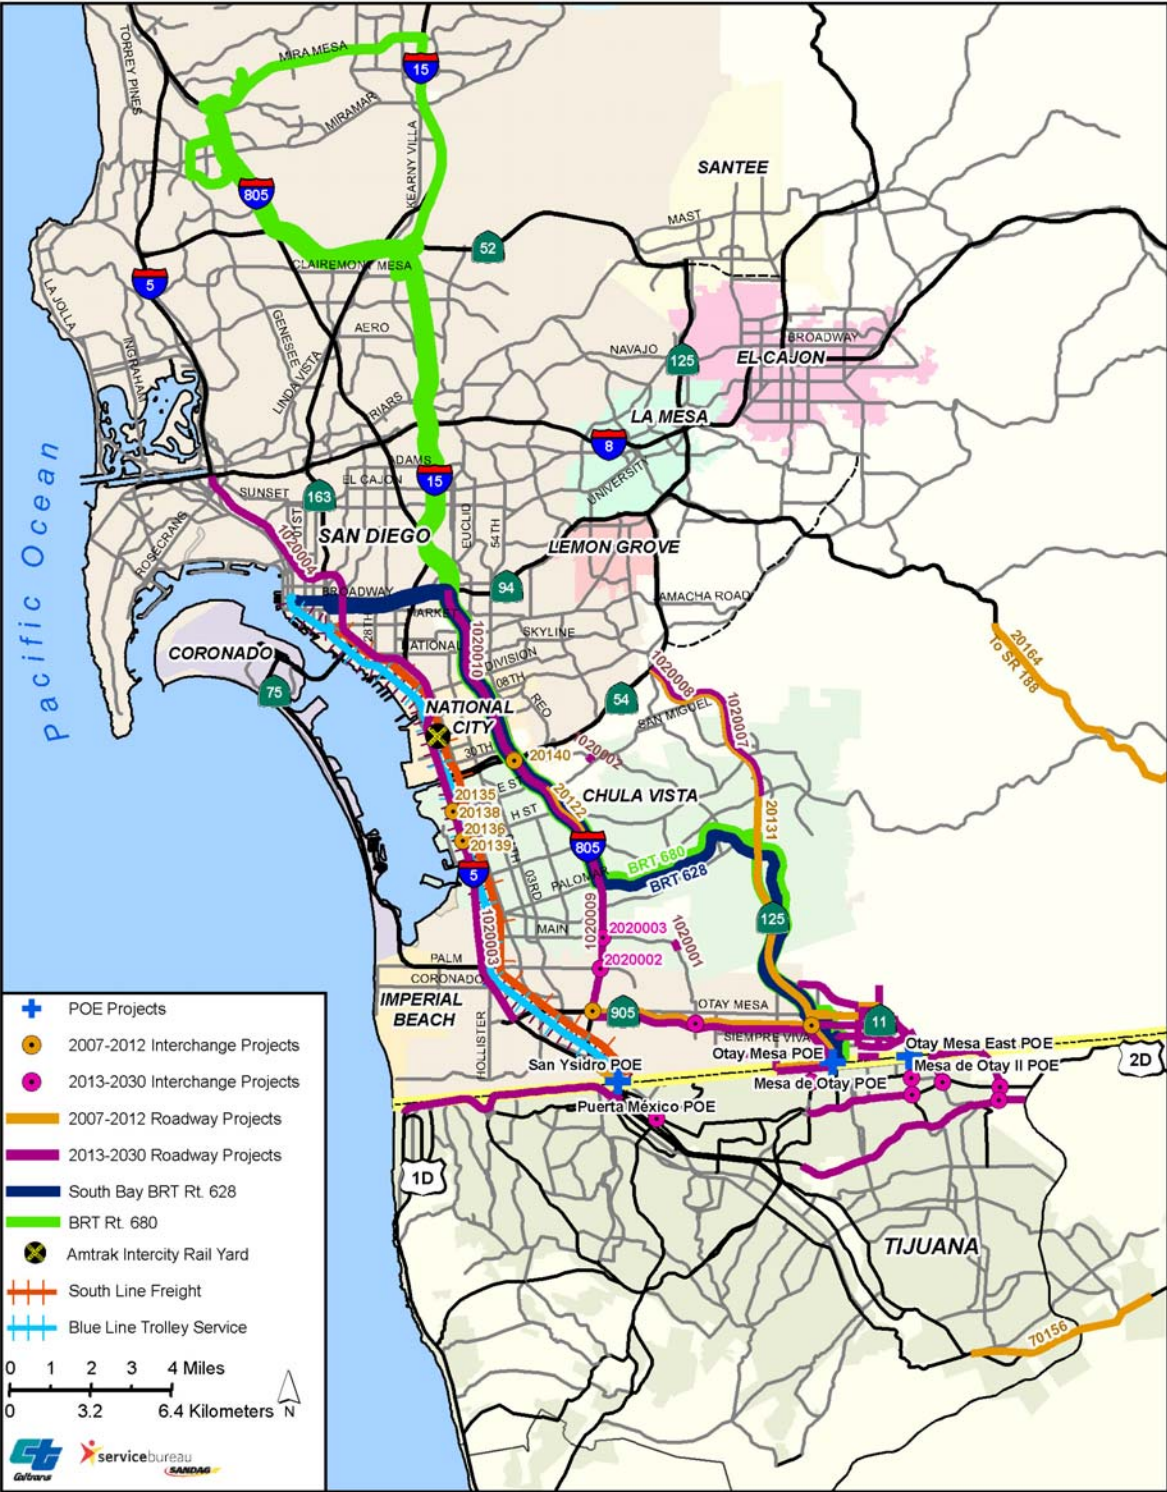 TORREY PINES
MIRA MESA
15
MIRAMAR
KEARNY VILLA
805
SANTEE
MAST
52
CLAIREMONT MESA
5
LA JOLLA
GENESEE
AERO
INGRAHAM
LINDA VISTA
NAVAJO
125
BROADWAY
EL CAJON
FRIARS
LA MESA
8
ADAMS
EL CAJON
15
UNIVERSITY
SUNSET
163
EUCLID
54TH
ROSECRANS
SAN DIEGO
1020004
LEMON GROVE
94
BROADWAY
MARKET
JAMACHA ROAD
28TH
NATIONAL
1020010
SKYLINE
DIVISION
08TH
20164
To SR 188
Pacific Ocean
CORONADO
75
REO
54
1020008
SAN MIGUEL
1020007
NATIONAL
CITY
30TH
20140
1020002
20135
20138
20136
20139
E ST
H ST
20122
CHULA VISTA
20131
805
BRT 680
BRT 628
5
03RD
PALOMAR
125
1020003
MAIN
1020009
2020003
1020001
2020002
PALM
CORONADO
IMPERIAL
BEACH
HOLLISTER
905
OTAY MESA
11
SIEMPRE VIVA
San Ysidro POE
Otay Mesa POE
Otay Mesa East POE
2D
Mesa de Otay POE
Mesa de Otay II POE
Puerta México POE
1D
TIJUANA
70156
POE Projects
2007-2012 Interchange Projects
2013-2030 Interchange Projects
2007-2012 Roadway Projects
2013-2030 Roadway Projects
South Bay BRT Rt. 628
BRT Rt. 680
Amtrak Intercity Rail Yard
South Line Freight
Blue Line Trolley Service
0 1 2 3 4 Miles
0 3.2 6.4 Kilometers
N
Caltrans
servicebureau
SANDAG